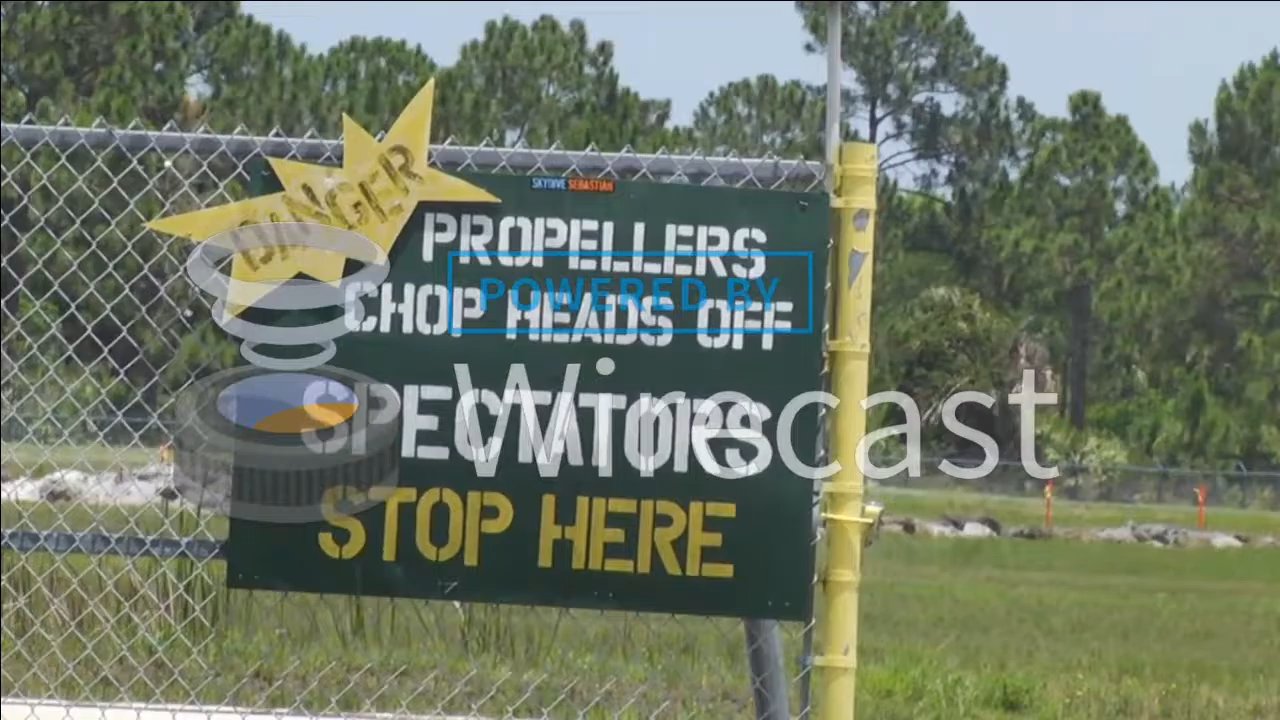 SKYDIVE SEBASTIAN
DANGER
PROPELLERS
CHOP HEADS OFF
SPECTATORS
STOP HERE
POWERED BY
Wirecast